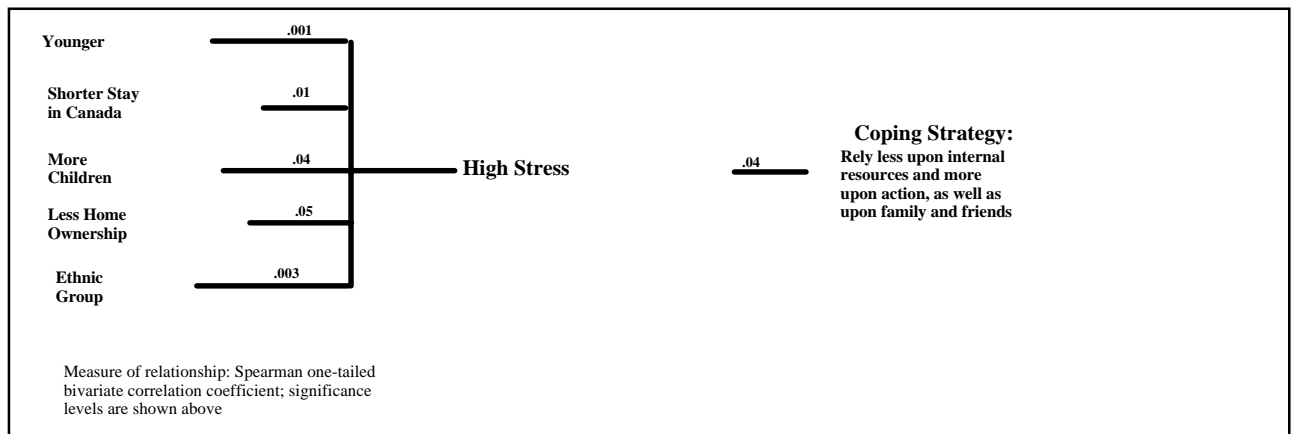 Younger
.001
Shorter Stay
in Canada
.01
More
Children
.04
High Stress
.04
Coping Strategy:
Rely less upon internal
resources and more
upon action, as well as
upon family and friends
Less Home
Ownership
.05
Ethnic
Group
.003
Measure of relationship: Spearman one-tailed
bivariate correlation coefficient; significance
levels are shown above